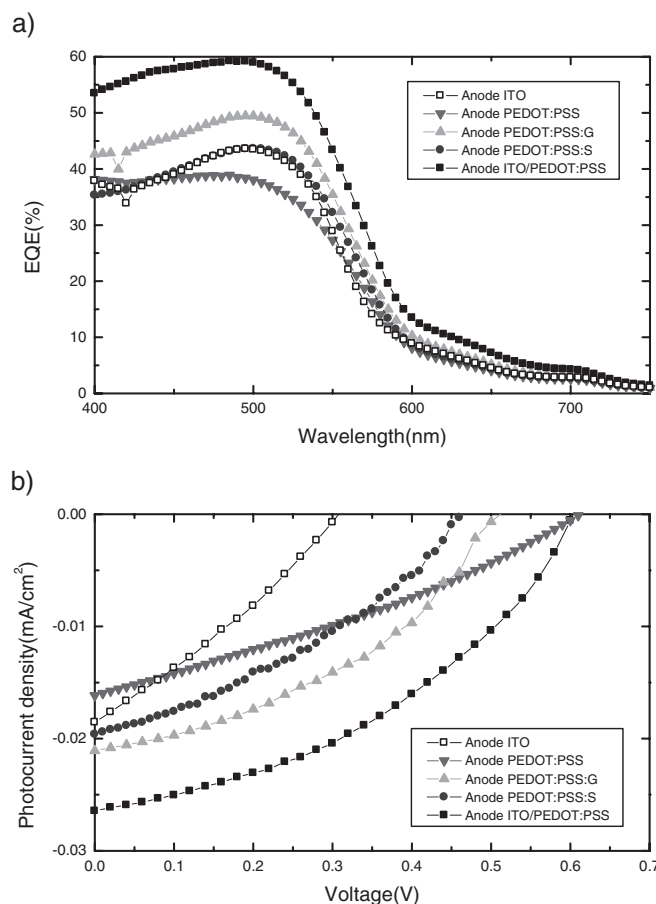 a)
60
50
40
30
20
10
0
EQE(%)
Anode ITO
Anode PEDOT:PSS
Anode PEDOT:PSS:G
Anode PEDOT:PSS:S
Anode ITO/PEDOT:PSS
400 500 600 700
Wavelength(nm)
b)
0.00
-0.01
-0.02
-0.03
Photocurrent density(mA/cm²)
Anode ITO
Anode PEDOT:PSS
Anode PEDOT:PSS:G
Anode PEDOT:PSS:S
Anode ITO/PEDOT:PSS
0.0 0.1 0.2 0.3 0.4 0.5 0.6 0.7
Voltage(V)